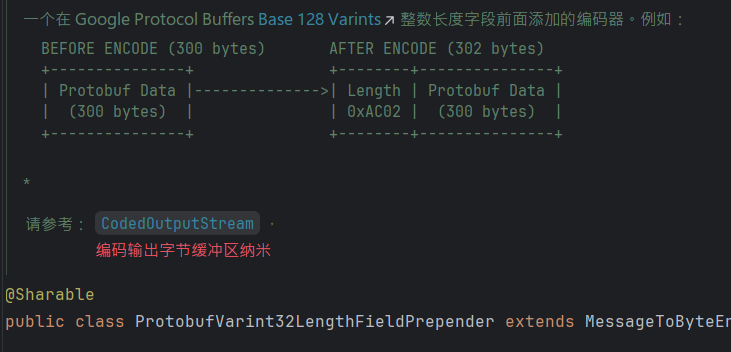 一个在 Google Protocol Buffers Base 128 Varints↗ 整数长度字段前面添加的编码器。例如：
BEFORE ENCODE (300 bytes)       AFTER ENCODE (302 bytes)
+---------------+               +--------+---------------+
| Protobuf Data |-------------->| Length | Protobuf Data |
|  (300 bytes)  |               | 0xAC02 |  (300 bytes)  |
+---------------+               +--------+---------------+
*
请参考： CodedOutputStream 。
编码输出字节缓冲区纳米
@Sharable
public class ProtobufVarint32LengthFieldPrepender extends MessageToByteEn